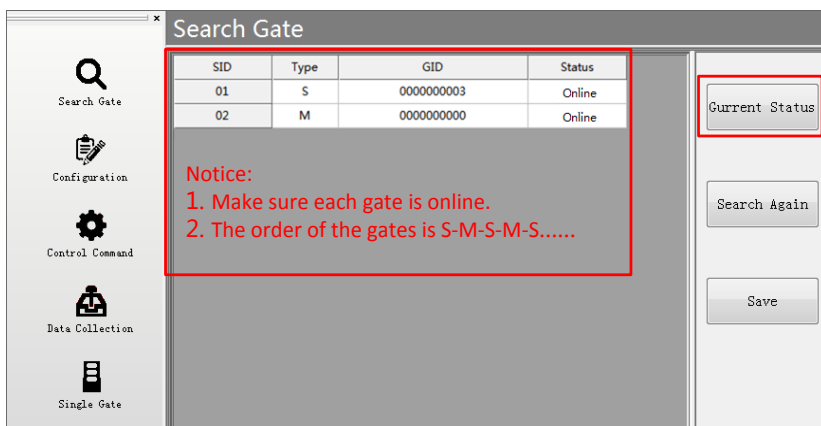 x
Search Gate
SID Type GID Status
01 S 0000000003 Online
02 M 0000000000 Online
Notice:
1. Make sure each gate is online.
2. The order of the gates is S-M-S-M-S......
Search Gate
Configuration
Control Command
Data Collection
Single Gate
Gurrent Status
Search Again
Save